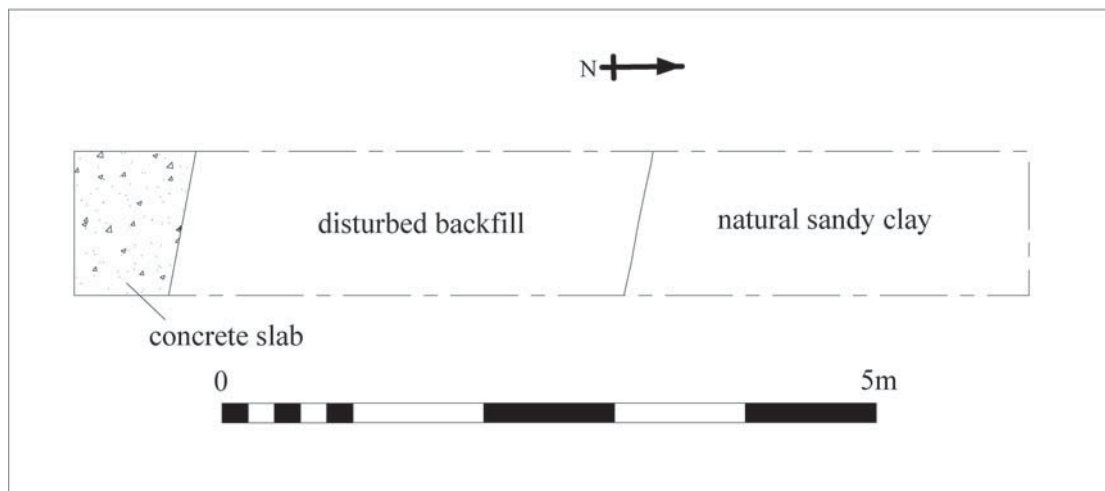 N
disturbed backfill
natural sandy clay
concrete slab
0
5m